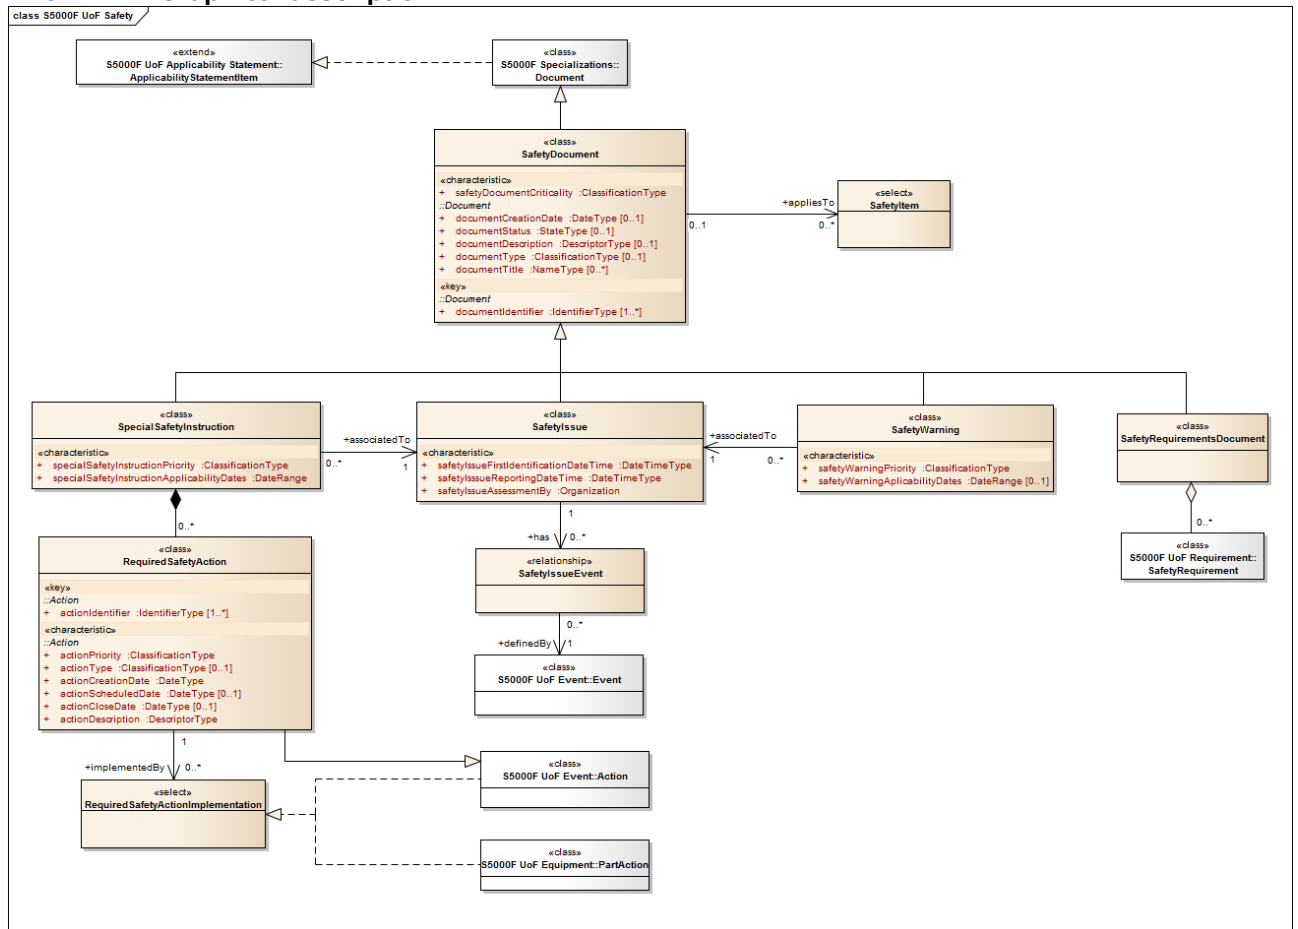 class S5000F UoF Safety
«extend»
S5000F UoF Applicability Statement::
ApplicabilityStatementItem
«class»
S5000F Specializations::
Document
«class»
SafetyDocument
«characteristic»
+ safetyDocumentCriticality :ClassificationType
::Document
+ documentCreationDate :DateType [0..1]
+ documentStatus :StateType [0..1]
+ documentDescription :DescriptorType [0..1]
+ documentType :ClassificationType [0..1]
+ documentTitle :NameType [0..*]
«key»
::Document
+ documentIdentifier :IdentifierType [1..*]
+appliesTo
0..1
0..*
«select»
SafetyItem
«class»
SpecialSafetyInstruction
«characteristic»
+ specialSafetyInstructionPriority :ClassificationType
+ specialSafetyInstructionApplicabilityDates :DateRange
+associatedTo
0..*
1
«class»
SafetyIssue
«characteristic»
+ safetyIssueFirstIdentificationDateTime :DateTimeType
+ safetyIsssueReportingDateTime :DateTimeType
+ safetyIssueAssessmentBy :Organization
+associatedTo
1
0..*
«class»
SafetyWarning
«characteristic»
+ safetyWarningPriority :ClassificationType
+ safetyWarningAplicabilityDates :DateRange [0..1]
«class»
SafetyRequirementsDocument
0..*
«class»
S5000F UoF Requirement::
SafetyRequirement
0..*
«class»
RequiredSafetyAction
«key»
::Action
+ actionIdentifier :IdentifierType [1..*]
«characteristic»
::Action
+ actionPriority :ClassificationType
+ actionType :ClassificationType [0..1]
+ actionCreationDate :DateType
+ actionScheduledDate :DateType [0..1]
+ actionCloseDate :DateType [0..1]
+ actionDescription :DescriptorType
1
+has
0..*
«relationship»
SafetyIssueEvent
0..*
+definedBy
1
«class»
S5000F UoF Event::Event
1
+implementedBy
0..*
«select»
RequiredSafetyActionImplementation
«class»
S5000F UoF Event::Action
«class»
S5000F UoF Equipment::PartAction